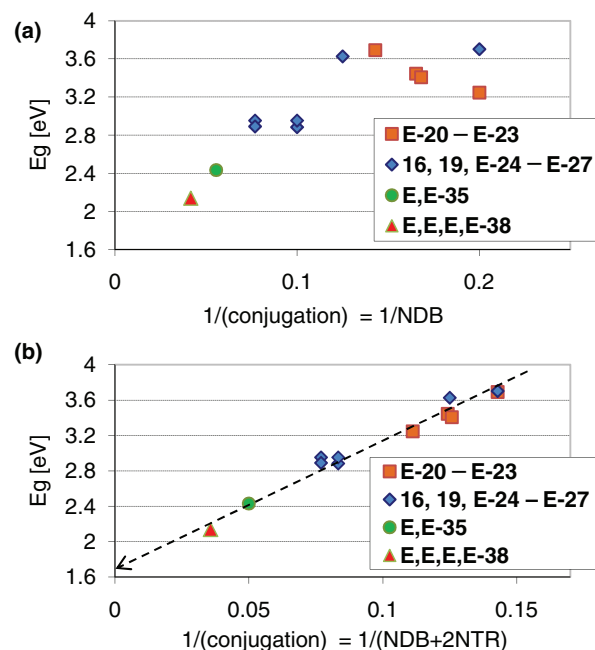 (a)
4
3.6
3.2
2.8
2.4
2
1.6
Eg [eV]
E-20 – E-23
16, 19, E-24 – E-27
E,E-35
E,E,E,E-38
0
0.1
0.2
1/(conjugation) = 1/NDB
(b)
4
3.6
3.2
2.8
2.4
2
1.6
Eg [eV]
E-20 – E-23
16, 19, E-24 – E-27
E,E-35
E,E,E,E-38
0
0.05
0.1
0.15
1/(conjugation) = 1/(NDB+2NTR)